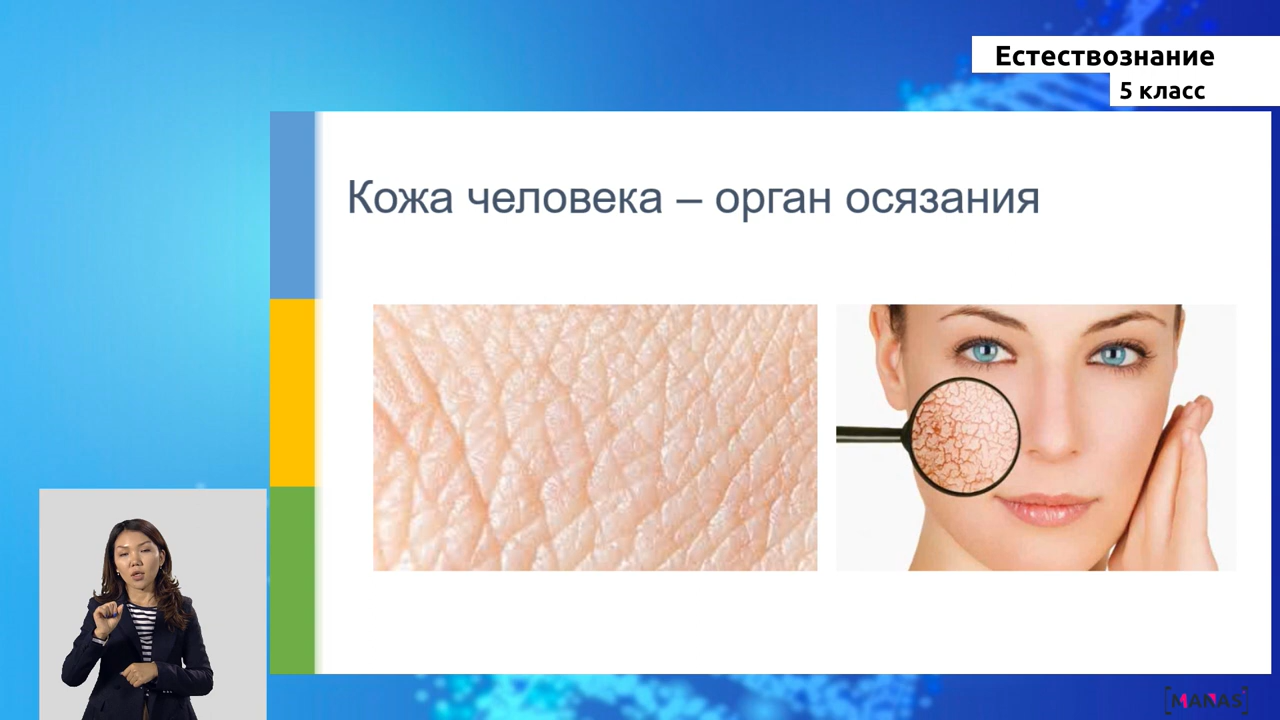 Естествознание
5 класс
Кожа человека – орган осязания
[MANAS]